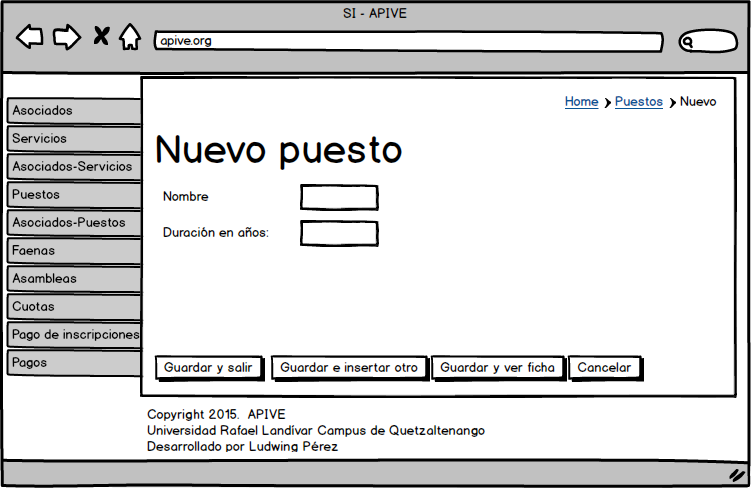 SI - APIVE
apive.org
Home Puestos Nuevo
Asociados
Servicios
Asociados-Servicios
Puestos
Asociados-Puestos
Faenas
Asambleas
Cuotas
Pago de inscripciones
Pagos
Nuevo puesto
Nombre
Duración en años:
Guardar y salir Guardar e insertar otro Guardar y ver ficha Cancelar
Copyright 2015. APIVE
Universidad Rafael Landívar Campus de Quetzaltenango
Desarrollado por Ludwing Pérez